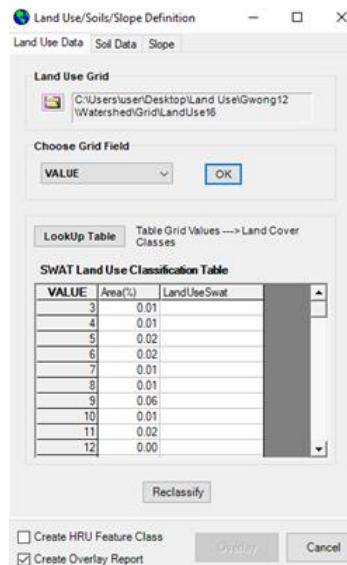 Land Use/Soils/Slope Definition
Land Use Data Soil Data Slope
Land Use Grid
C:\Users\user\Desktop\Land Use\Gwong12
\Watershed\Grid\LandUse16
Choose Grid Field
VALUE OK
LookUp Table
Table Grid Values ---> Land Cover
Classes
SWAT Land Use Classification Table
VALUE Area(%) LandUseSwat
3 0.01
4 0.01
5 0.02
6 0.02
7 0.01
8 0.01
9 0.06
10 0.01
11 0.02
12 0.00
Reclassify
Create HRU Feature Class
Create Overlay Report
Overlay Cancel